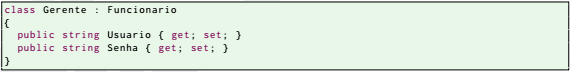 class Gerente : Funcionario
{
  public string Usuario { get; set; }
  public string Senha { get; set; }
}